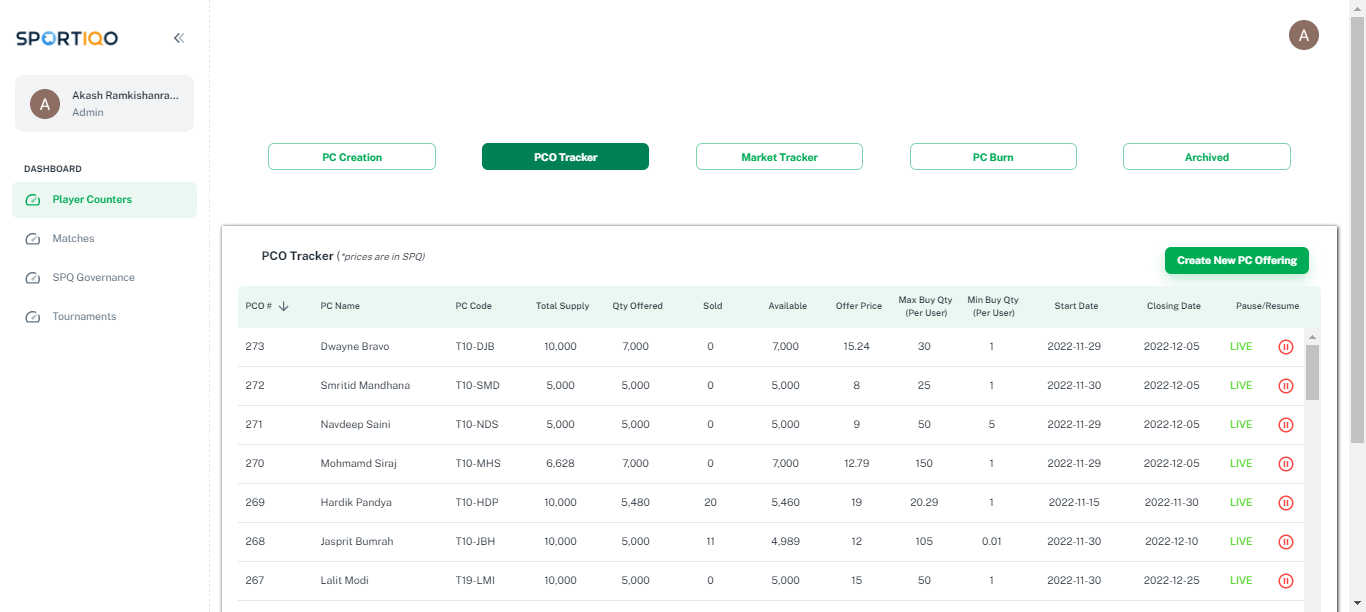 SPORTIQO
A
A
Akash Ramkishanra...
Admin
DASHBOARD
Player Counters
Matches
SPQ Governance
Tournaments
PC Creation PCO Tracker Market Tracker PC Burn Archived
PCO Tracker (*prices are in SPQ)
Create New PC Offering
PCO # PC Name PC Code Total Supply Qty Offered Sold Available Offer Price Max Buy Qty (Per User) Min Buy Qty (Per User) Start Date Closing Date Pause/Resume
273 Dwayne Bravo T10-DJB 10,000 7,000 0 7,000 15.24 30 1 2022-11-29 2022-12-05 LIVE
272 Smritid Mandhana T10-SMD 5,000 5,000 0 5,000 8 25 1 2022-11-30 2022-12-05 LIVE
271 Navdeep Saini T10-NDS 5,000 5,000 0 5,000 9 50 5 2022-11-29 2022-12-05 LIVE
270 Mohmamd Siraj T10-MHS 6,628 7,000 0 7,000 12.79 150 1 2022-11-29 2022-12-05 LIVE
269 Hardik Pandya T10-HDP 10,000 5,480 20 5,460 19 20.29 1 2022-11-15 2022-11-30 LIVE
268 Jasprit Bumrah T10-JBH 10,000 5,000 11 4,989 12 105 0.01 2022-11-30 2022-12-10 LIVE
267 Lalit Modi T19-LMI 10,000 5,000 0 5,000 15 50 1 2022-11-30 2022-12-25 LIVE